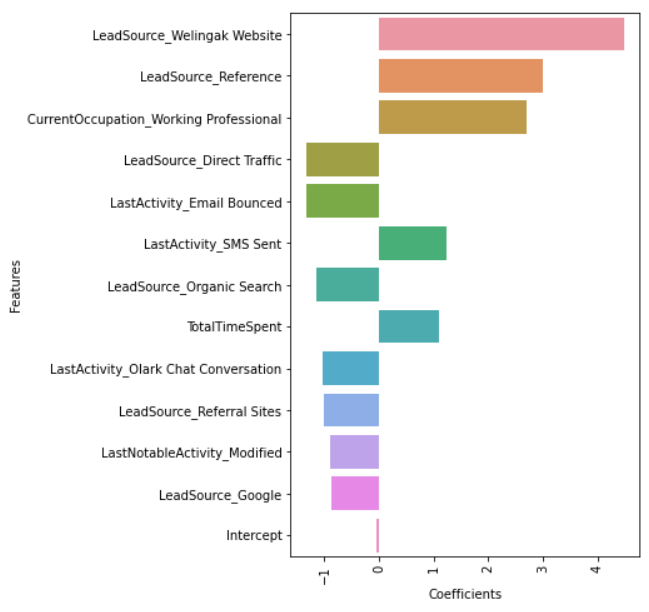 LeadSource_Welingak Website
LeadSource_Reference
CurrentOccupation_Working Professional
LeadSource_Direct Traffic
LastActivity_Email Bounced
LastActivity_SMS Sent
LeadSource_Organic Search
TotalTimeSpent
LastActivity_Olark Chat Conversation
LeadSource_Referral Sites
LastNotableActivity_Modified
LeadSource_Google
Intercept
Features
−1 0 1 2 3 4
Coefficients